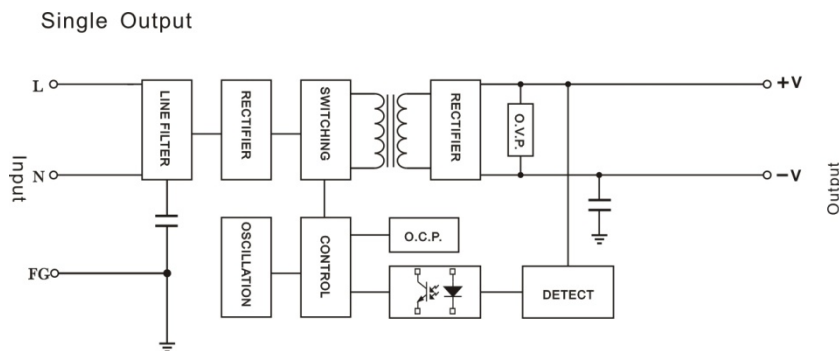 Single Output
Input
L
N
FG
LINE FILTER
RECTIFIER
SWITCHING
RECTIFIER
O.V.P.
+V
-V
Output
OSCILLATION
CONTROL
O.C.P.
DETECT